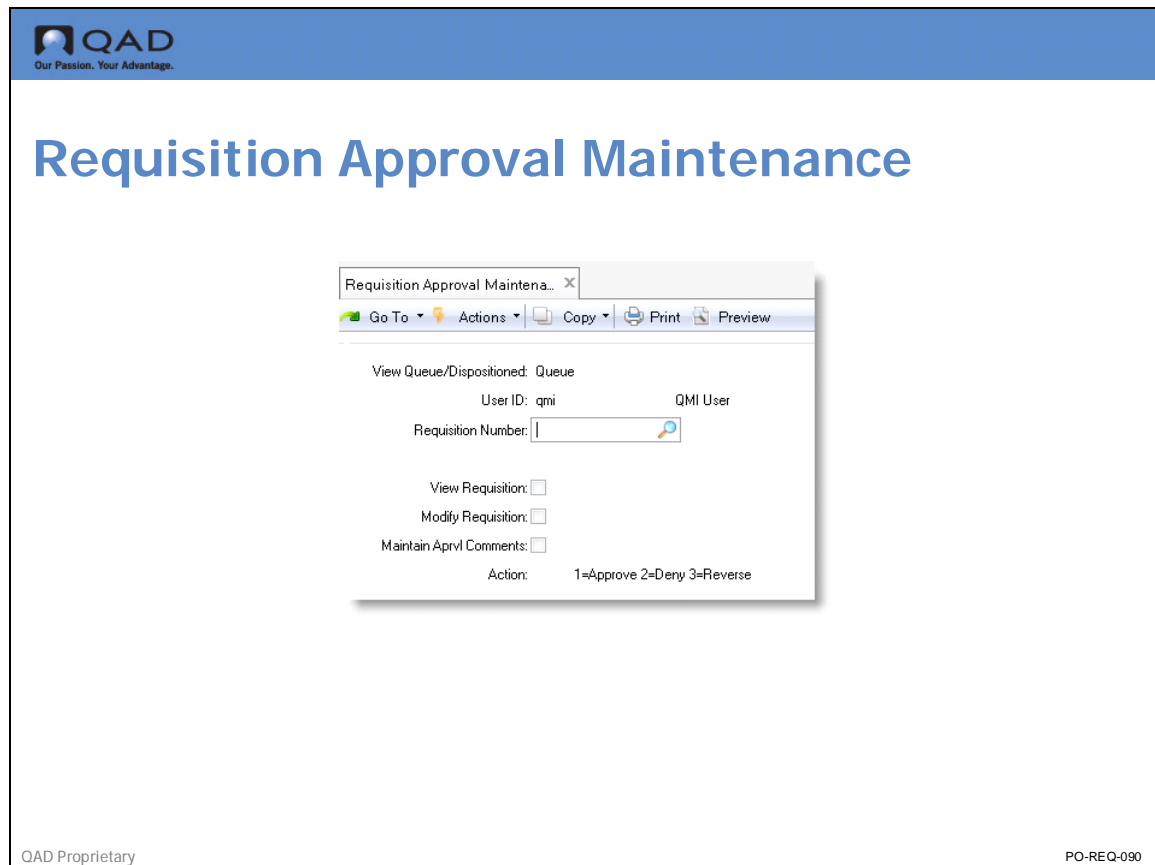 QAD
Our Passion. Your Advantage.
Requisition Approval Maintenance
Requisition Approval Maintena...
Go To Actions Copy Print Preview
View Queue/Dispositioned: Queue
User ID: qmi QMI User
Requisition Number:
View Requisition:
Modify Requisition:
Maintain Aprvl Comments:
Action: 1=Approve 2=Deny 3=Reverse
QAD Proprietary PO-REQ-090